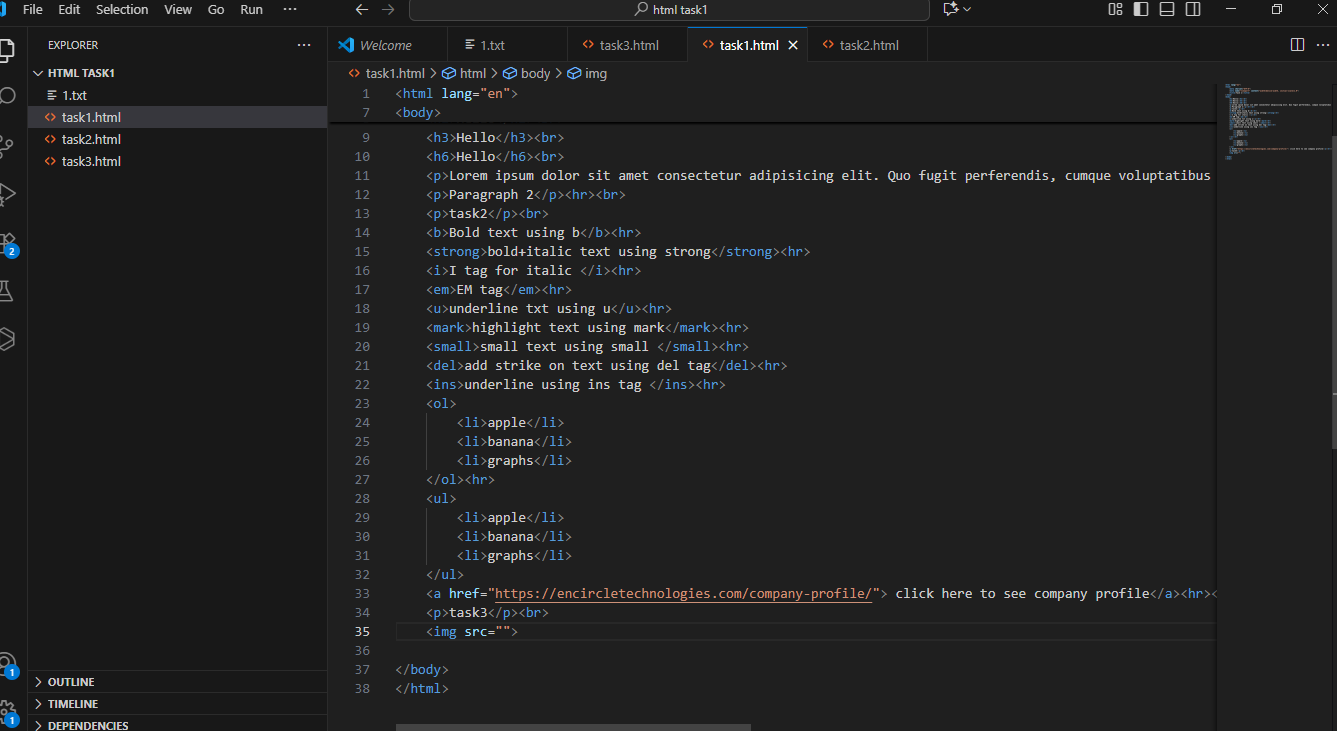 File Edit Selection View Go Run ··· html task1
EXPLORER ···
HTML TASK1
1.txt
task1.html
task2.html
task3.html
2
1
1
OUTLINE
TIMELINE
DEPENDENCIES
Welcome 1.txt task3.html task1.html task2.html ···
task1.html > html > body > img
1 <html lang="en">
7 <body>
9 <h3>Hello</h3><br>
10 <h6>Hello</h6><br>
11 <p>Lorem ipsum dolor sit amet consectetur adipisicing elit. Quo fugit perferendis, cumque voluptatibus
12 <p>Paragraph 2</p><hr><br>
13 <p>task2</p><br>
14 <b>Bold text using b</b><hr>
15 <strong>bold+italic text using strong</strong><hr>
16 <i>I tag for italic </i><hr>
17 <em>EM tag</em><hr>
18 <u>underline txt using u</u><hr>
19 <mark>highlight text using mark</mark><hr>
20 <small>small text using small </small><hr>
21 <del>add strike on text using del tag</del><hr>
22 <ins>underline using ins tag </ins><hr>
23 <ol>
24 <li>apple</li>
25 <li>banana</li>
26 <li>graphs</li>
27 </ol><hr>
28 <ul>
29 <li>apple</li>
30 <li>banana</li>
31 <li>graphs</li>
32 </ul>
33 <a href="https://encircletechnologies.com/company-profile/"> click here to see company profile</a><hr><
34 <p>task3</p><br>
35 <img src="">
36
37 </body>
38 </html>